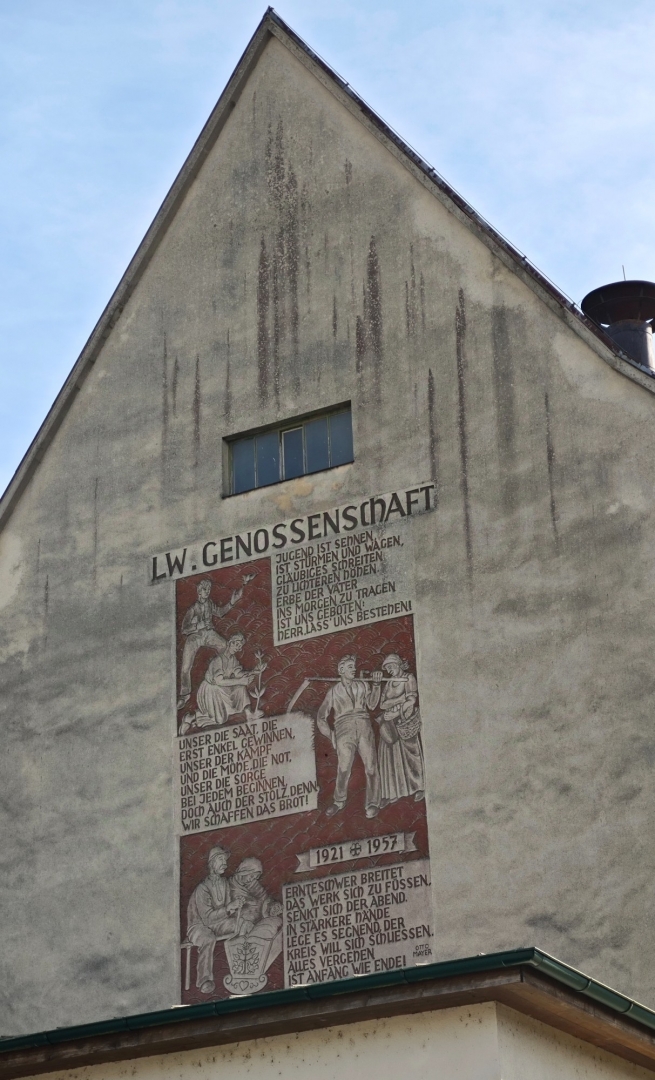 LW. GENOSSENSCHAFT
JUGEND IST SEHNEN,
IST STÜRMEN UND WAGEN,
GLÄUBIGES SCHREITEN
ZU LICHTEREN HÖHEN.
ERBE DER VÄTER
INS MORGEN ZU TRAGEN
IST UNS GEBOTEN:
HERR, LASS' UNS BESTEHEN!
UNSER DIE SAAT, DIE
ERST ENKEL GEWINNEN,
UNSER DER KAMPF
UND DIE MÜHE, DIE NOT,
UNSER DIE SORGE
BEI JEDEM BEGINNEN,
DOCH AUCH DER STOLZ, DENN
WIR SCHAFFEN DAS BROT!
1921 1957
ERNTESCHWER BREITET
DAS WERK SICH ZU FÜSSEN,
SENKT SICH DER ABEND.
IN STÄRKERE HÄNDE
LEGE ES SEGNEND, DER
KREIS WILL SICH SCHLIESSEN,
ALLES VERGEHEN
IST ANFANG WIE ENDE!
OTTO
MAYER